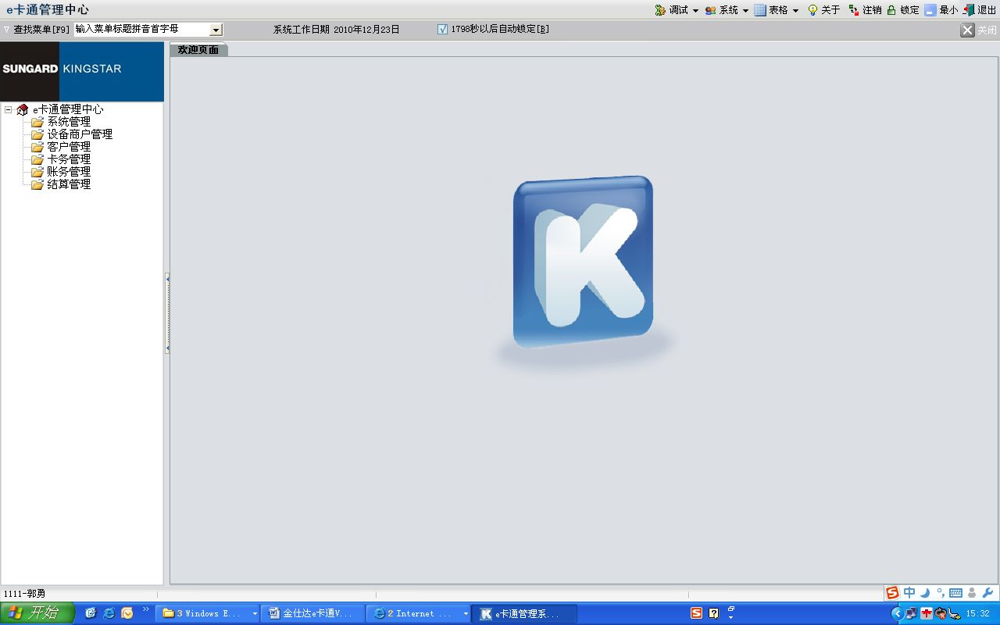 e卡通管理中心
调试 系统 表格 关于 注销 锁定 最小 退出
查找菜单[F9] 输入菜单标题拼音首字母 系统工作日期 2010年12月23日 1798秒以后自动锁定[B] 关闭
SUNGARD KINGSTAR
欢迎页面
e卡通管理中心
系统管理
设备商户管理
客户管理
卡务管理
账务管理
结算管理
K
1111-郭勇
中
开始 3 Windows E... 金仕达e卡通V... 2 Internet ... e卡通管理系... 15:32